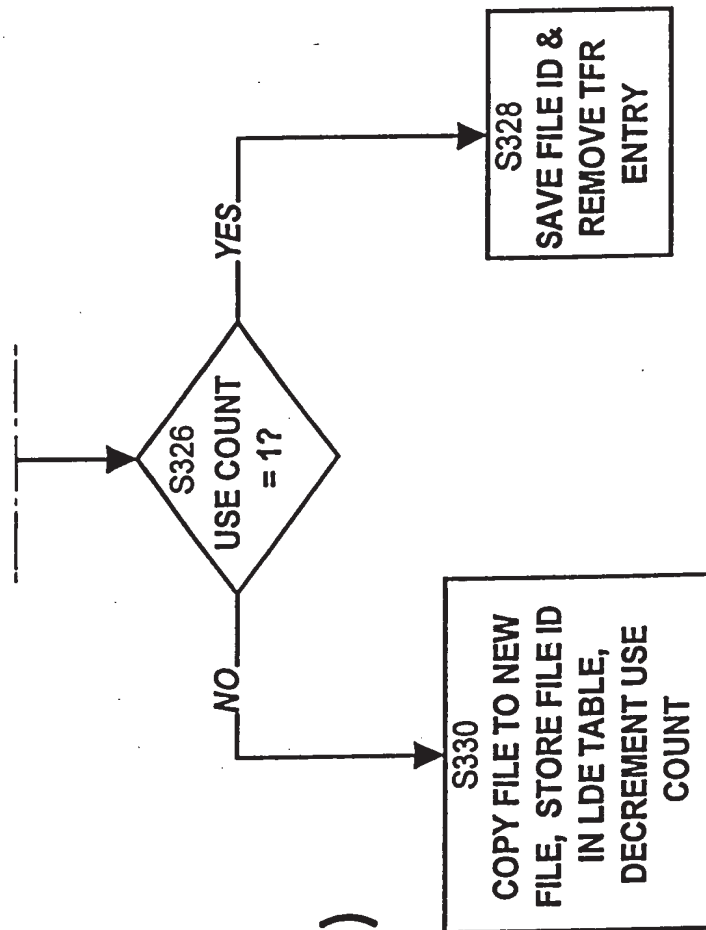 S326
USE COUNT
= 1?
NO
YES
S330
COPY FILE TO NEW
FILE, STORE FILE ID
IN LDE TABLE,
DECREMENT USE
COUNT
S328
SAVE FILE ID &
REMOVE TFR
ENTRY
)